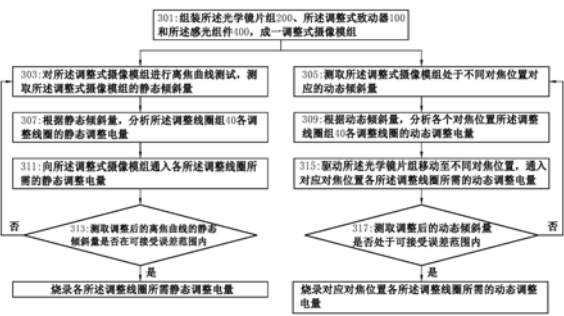 301:组装所述光学镜片组200、所述调整式致动器100
和所述感光组件400，成一调整式摄像模组
303:对所述调整式摄像模组进行离焦曲线测试，测
取所述调整式摄像模组的静态倾斜量
307:根据静态倾斜量，分析所述调整线圈组40各调
整线圈的静态调整电量
311:向所述调整式摄像模组通入各所述调整线圈所
需的静态调整电量
否
313:测取调整后的离焦曲线的静态
倾斜量是否在可接受误差范围内
是
烧录各所述调整线圈所需静态调整电量
305:测取所述调整式摄像模组处于不同对焦位置对
应的动态倾斜量
309:根据动态倾斜量，分析各个对焦位置所述调整
线圈组40各调整线圈的动态调整电量
315:驱动所述光学镜片组移动至不同对焦位置，通入
对应对焦位置各所述调整线圈所需的动态调整电量
否
317:测取调整后的动态倾斜量
是否处于可接受误差范围内
是
烧录对应对焦位置各所述调整线圈所需的动态调整
电量